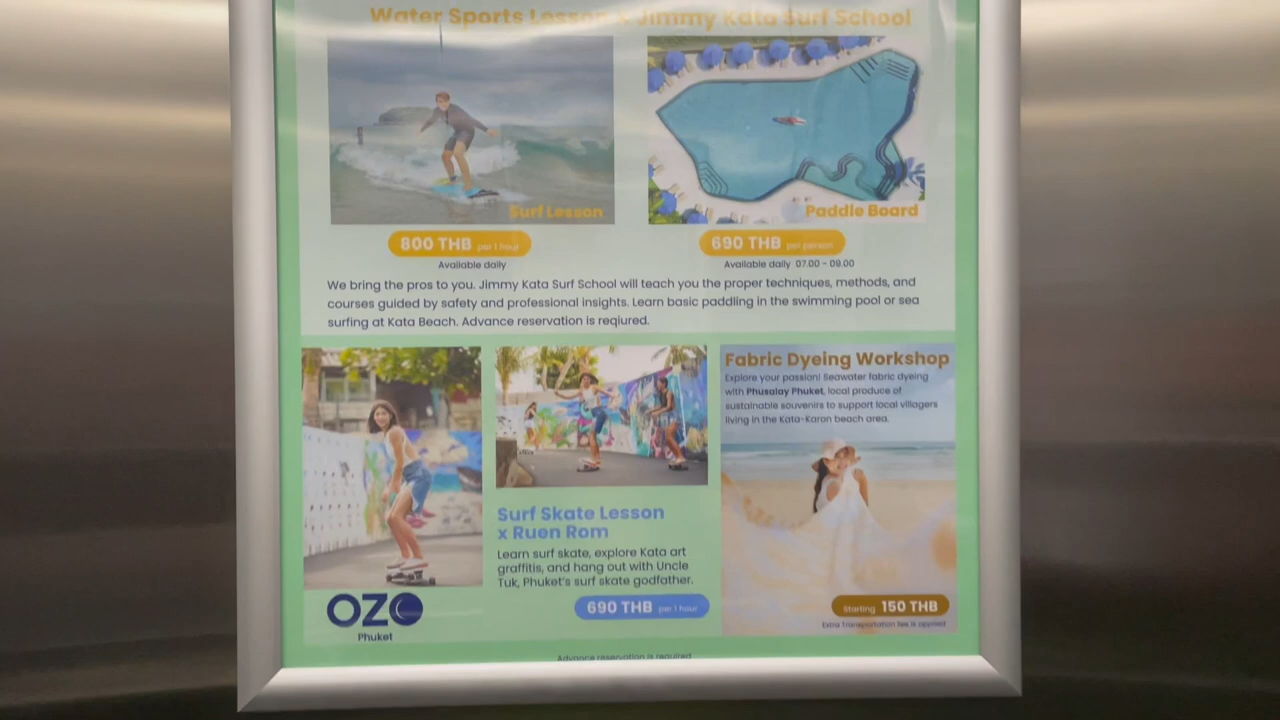 Water Sports Lesson x Jimmy Kata Surf School
Surf Lesson
Paddle Board
800 THB per 1 hour
690 THB per person
Available daily
Available daily 07.00 - 09.00
We bring the pros to you. Jimmy Kata Surf School will teach you the proper techniques, methods, and
courses guided by safety and professional insights. Learn basic paddling in the swimming pool or sea
surfing at Kata Beach. Advance reservation is reqiured.
Surf Skate Lesson
x Ruen Rom
Learn surf skate, explore Kata art
graffitis, and hang out with Uncle
Tuk, Phuket's surf skate godfather.
690 THB per 1 hour
Fabric Dyeing Workshop
Explore your passion! Seawater fabric dyeing
with Phusalay Phuket, local produce of
sustainable souvenirs to support local villagers
living in the Kata-Karon beach area.
Starting 150 THB
Extra Transportation fee is applied
OZO
Phuket
Advance reservation is required